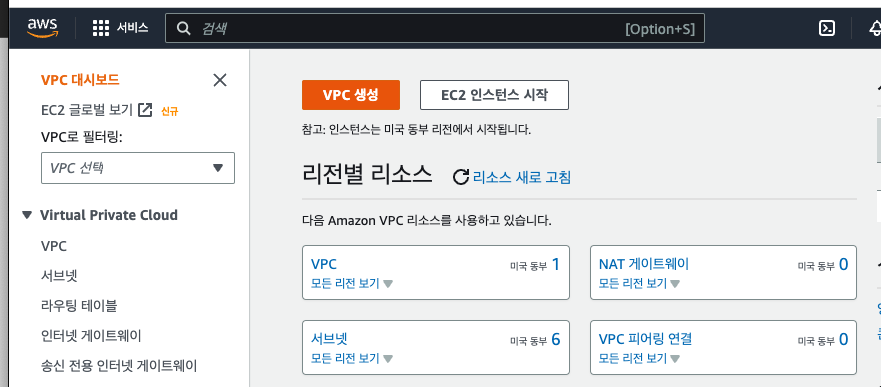 aws
서비스
검색
[Option+S]
VPC 대시보드
EC2 글로벌 보기 신규
VPC로 필터링:
VPC 선택
Virtual Private Cloud
VPC
서브넷
라우팅 테이블
인터넷 게이트웨이
송신 전용 인터넷 게이트웨이
VPC 생성
EC2 인스턴스 시작
참고: 인스턴스는 미국 동부 리전에서 시작됩니다.
리전별 리소스
리소스 새로 고침
다음 Amazon VPC 리소스를 사용하고 있습니다.
VPC 미국 동부 1
모든 리전 보기
NAT 게이트웨이 미국 동부 0
모든 리전 보기
서브넷 미국 동부 6
모든 리전 보기
VPC 피어링 연결 미국 동부 0
모든 리전 보기